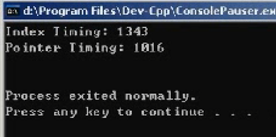 d:\Program Files\Dev-Cpp\ConsolePauser.ex
Index Timing: 1343
Pointer Timing: 1016
Process exited normally.
Press any key to continue . . .